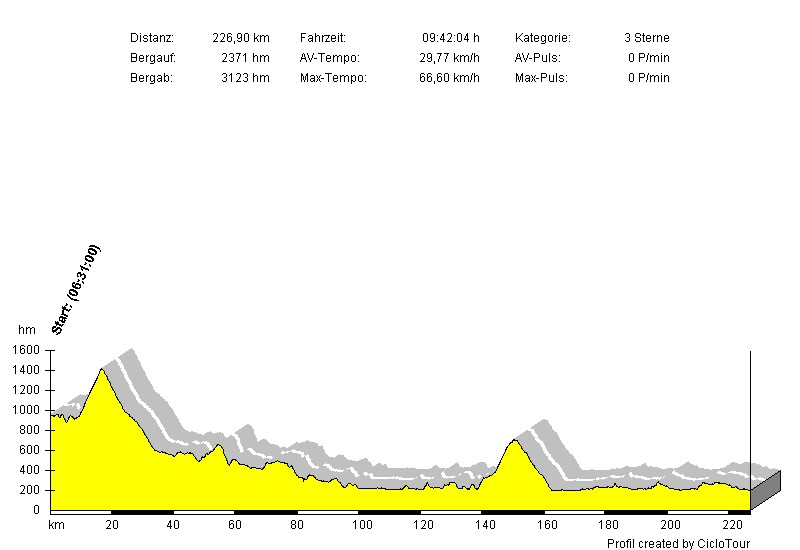 Distanz: 226,90 km Fahrzeit: 09:42:04 h Kategorie: 3 Sterne
Bergauf: 2371 hm AV-Tempo: 29,77 km/h AV-Puls: 0 P/min
Bergab: 3123 hm Max-Tempo: 66,60 km/h Max-Puls: 0 P/min
Start: (06:31:00)
hm
1600
1400
1200
1000
800
600
400
200
0
km 20 40 60 80 100 120 140 160 180 200 220
Profil created by CicloTour